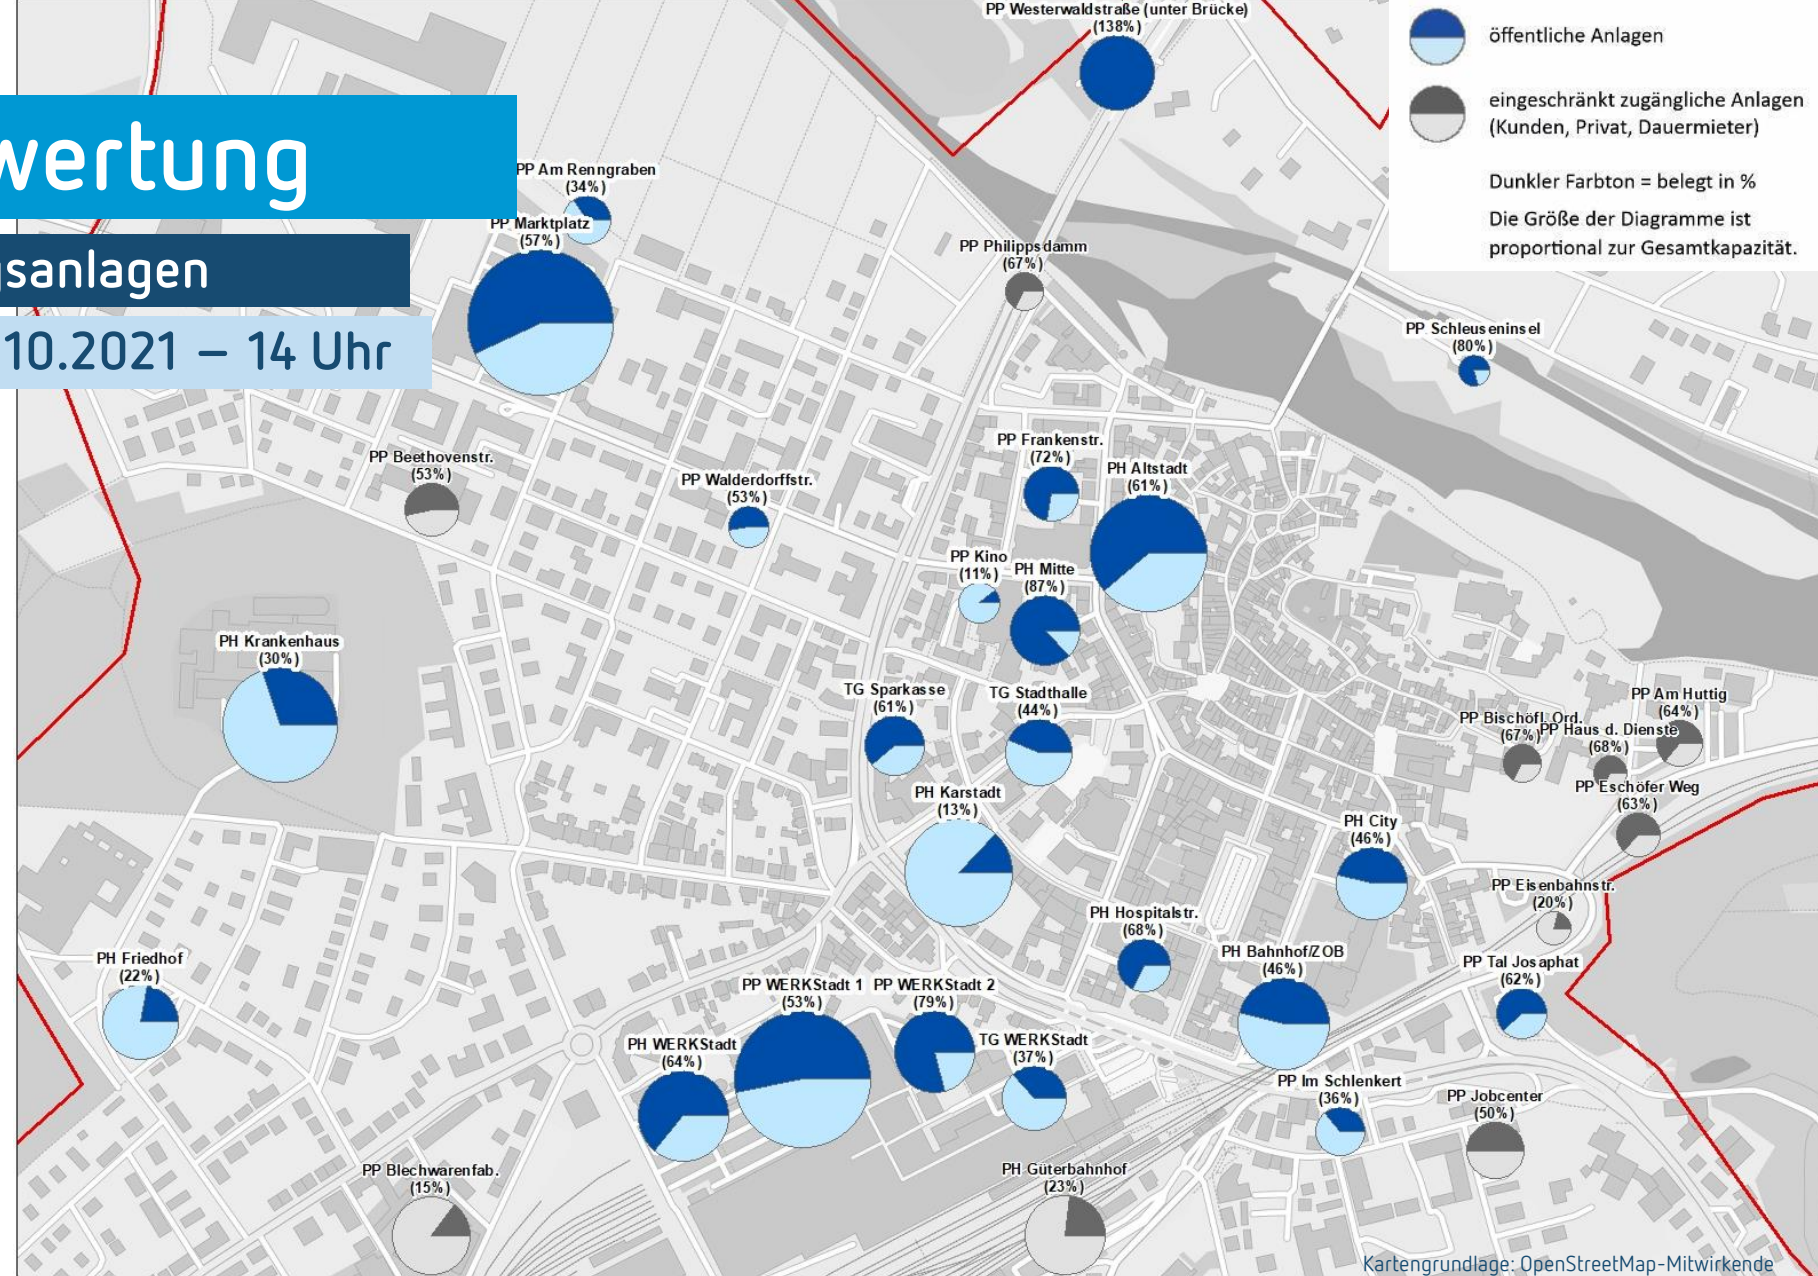 wertung
gsanlagen
10.2021 – 14 Uhr
öffentliche Anlagen
eingeschränkt zugängliche Anlagen
(Kunden, Privat, Dauermieter)
Dunkler Farbton = belegt in %
Die Größe der Diagramme ist
proportional zur Gesamtkapazität.
PP Westerwaldstraße (unter Brücke)
(138%)
PP Am Renngraben
(34%)
PP Marktplatz
(57%)
PP Philippsdamm
(67%)
PP Schleuseninsel
(80%)
PP Beethovenstr.
(53%)
PP Walderdorffstr.
(53%)
PP Frankenstr.
(72%)
PH Altstadt
(61%)
PP Kino
(11%)
PH Mitte
(87%)
PH Krankenhaus
(30%)
TG Sparkasse
(61%)
TG Stadthalle
(44%)
PP Am Huttig
(64%)
PP Bischöfl. Ord.
(67%)
PP Haus d. Dienste
(68%)
PP Eschöfer Weg
(63%)
PH Karstadt
(13%)
PH City
(46%)
PP Eisenbahnstr.
(20%)
PH Hospitalstr.
(68%)
PH Bahnhof/ZOB
(46%)
PP Tal Josaphat
(62%)
PH Friedhof
(22%)
PP WERKStadt 1
(53%)
PP WERKStadt 2
(79%)
PH WERKStadt
(64%)
TG WERKStadt
(37%)
PP Im Schlenkert
(36%)
PP Jobcenter
(50%)
PP Blechwarenfab.
(15%)
PH Güterbahnhof
(23%)
Kartengrundlage: OpenStreetMap-Mitwirkende